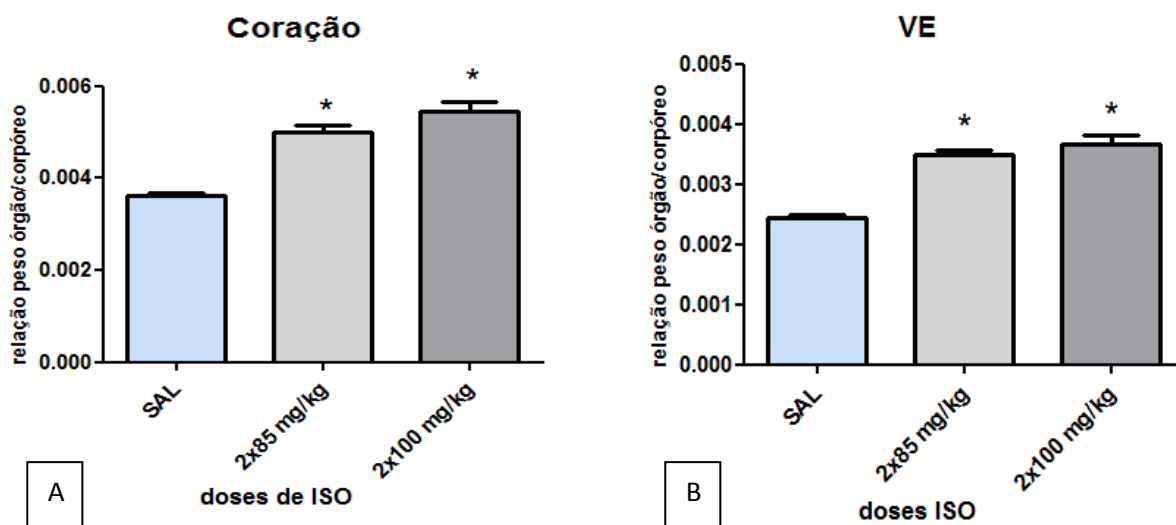 Coração
relação peso órgão/corpóreo
0.006
0.004
0.002
0.000
*
*
SAL
2x85 mg/kg
2x100 mg/kg
doses de ISO
A
VE
relação peso órgão/corpóreo
0.005
0.004
0.003
0.002
0.001
0.000
*
*
SAL
2x85 mg/kg
2x100 mg/kg
doses ISO
B